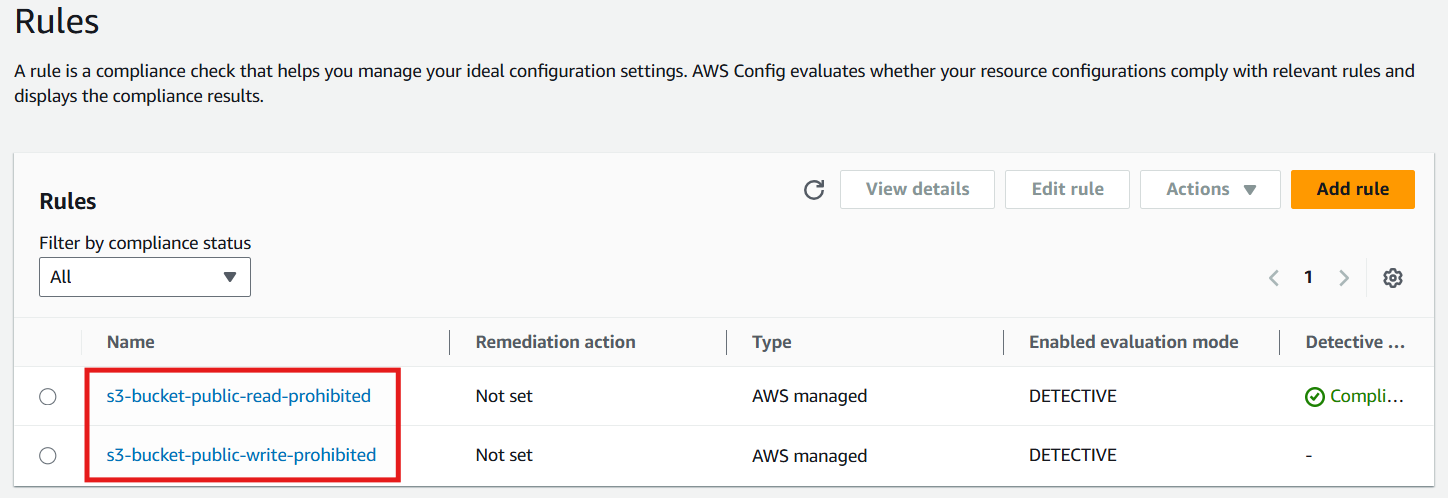 Rules
A rule is a compliance check that helps you manage your ideal configuration settings. AWS Config evaluates whether your resource configurations comply with relevant rules and
displays the compliance results.
Rules
View details
Edit rule
Actions
Add rule
Filter by compliance status
All
1
Name Remediation action Type Enabled evaluation mode Detective ...
s3-bucket-public-read-prohibited Not set AWS managed DETECTIVE Compli...
s3-bucket-public-write-prohibited Not set AWS managed DETECTIVE -